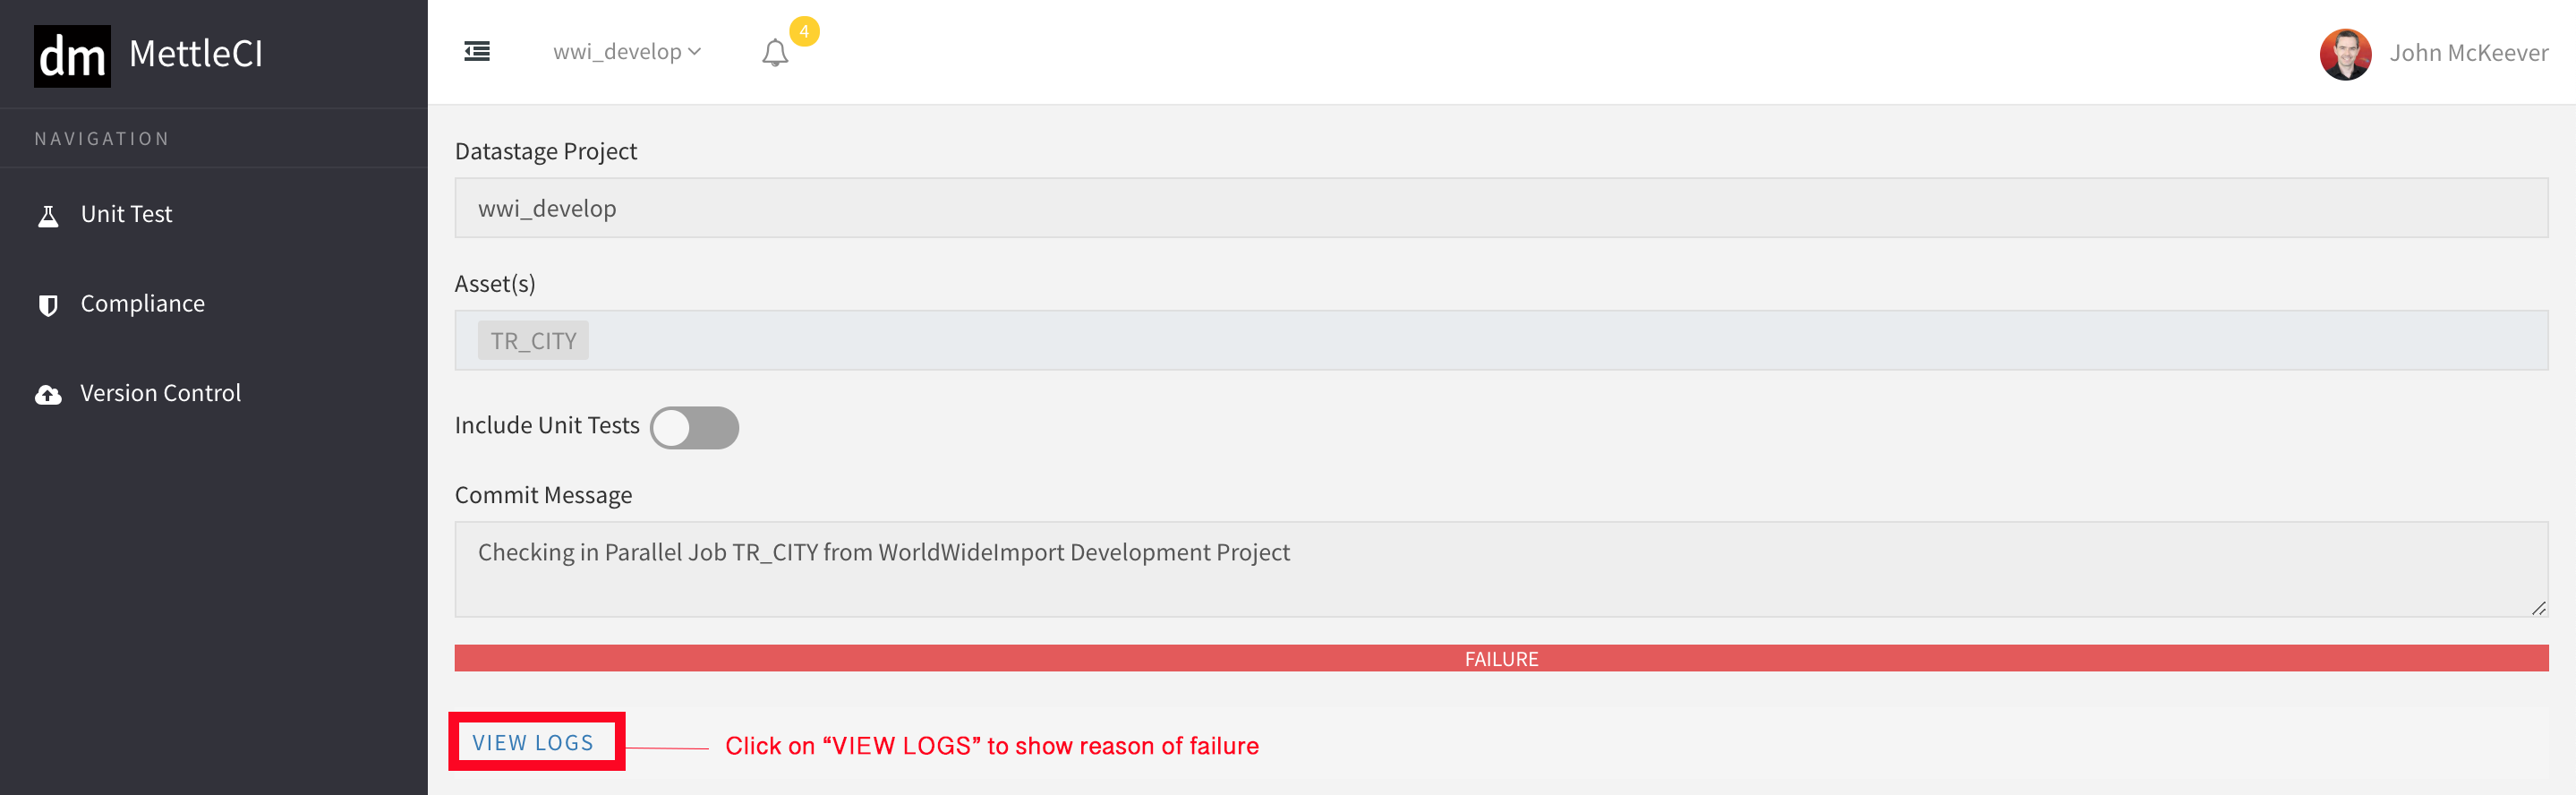 dm MettleCI
wwi_develop
4
John McKeever
NAVIGATION
Unit Test
Compliance
Version Control
Datastage Project
wwi_develop
Asset(s)
TR_CITY
Include Unit Tests
Commit Message
Checking in Parallel Job TR_CITY from WorldWideImport Development Project
FAILURE
VIEW LOGS
Click on “VIEW LOGS” to show reason of failure